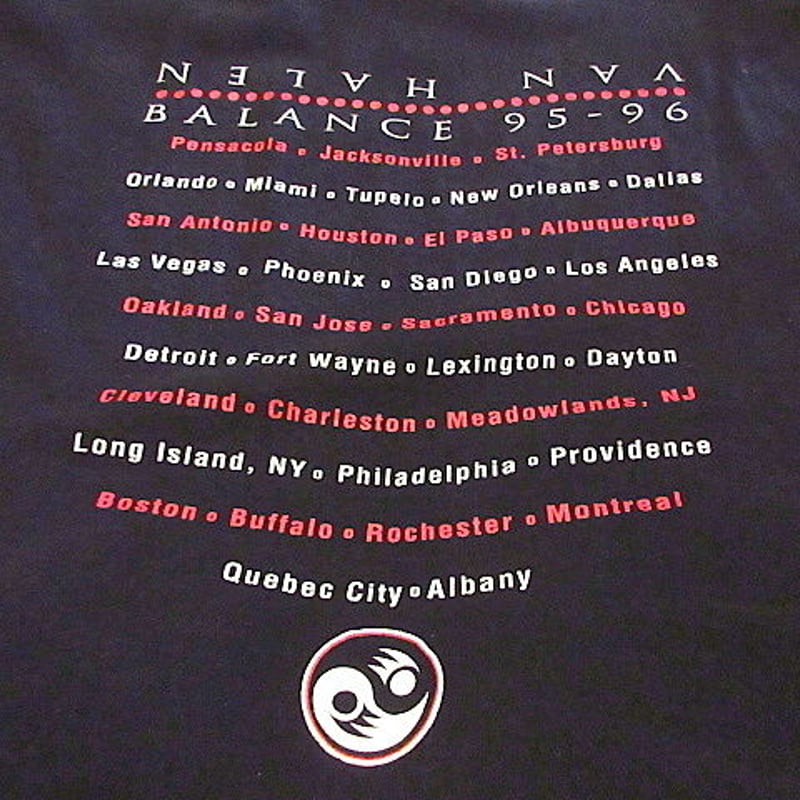 VAN HALEN
BALANCE 95-96
Pensacola • Jacksonville • St. Petersburg
Orlando • Miami • Tupelo • New Orleans • Dallas
San Antonio • Houston • El Paso • Albuquerque
Las Vegas • Phoenix • San Diego • Los Angeles
Oakland • San Jose • Sacramento • Chicago
Detroit • Fort Wayne • Lexington • Dayton
Cleveland • Charleston • Meadowlands, NJ
Long Island, NY • Philadelphia • Providence
Boston • Buffalo • Rochester • Montreal
Quebec City • Albany